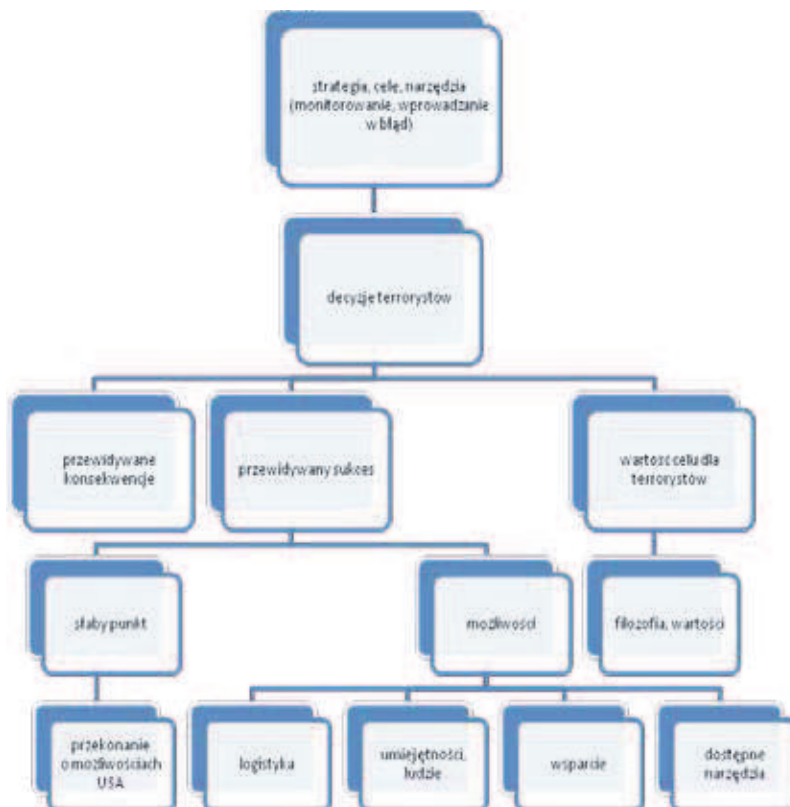 strategia, cele, narzędzia
(monitorowanie, wprowadzanie
w błąd)
decyzje terrorystów
przewidywane
konsekwencje
przewidywany sukces
wartość celu dla
terrorystów
słaby punkt
możliwości
filozofia, wartości
przekonanie
o możliwościach
USA
logistyka
umiejętności,
ludzie
wsparcie
dostępne
narzędzia